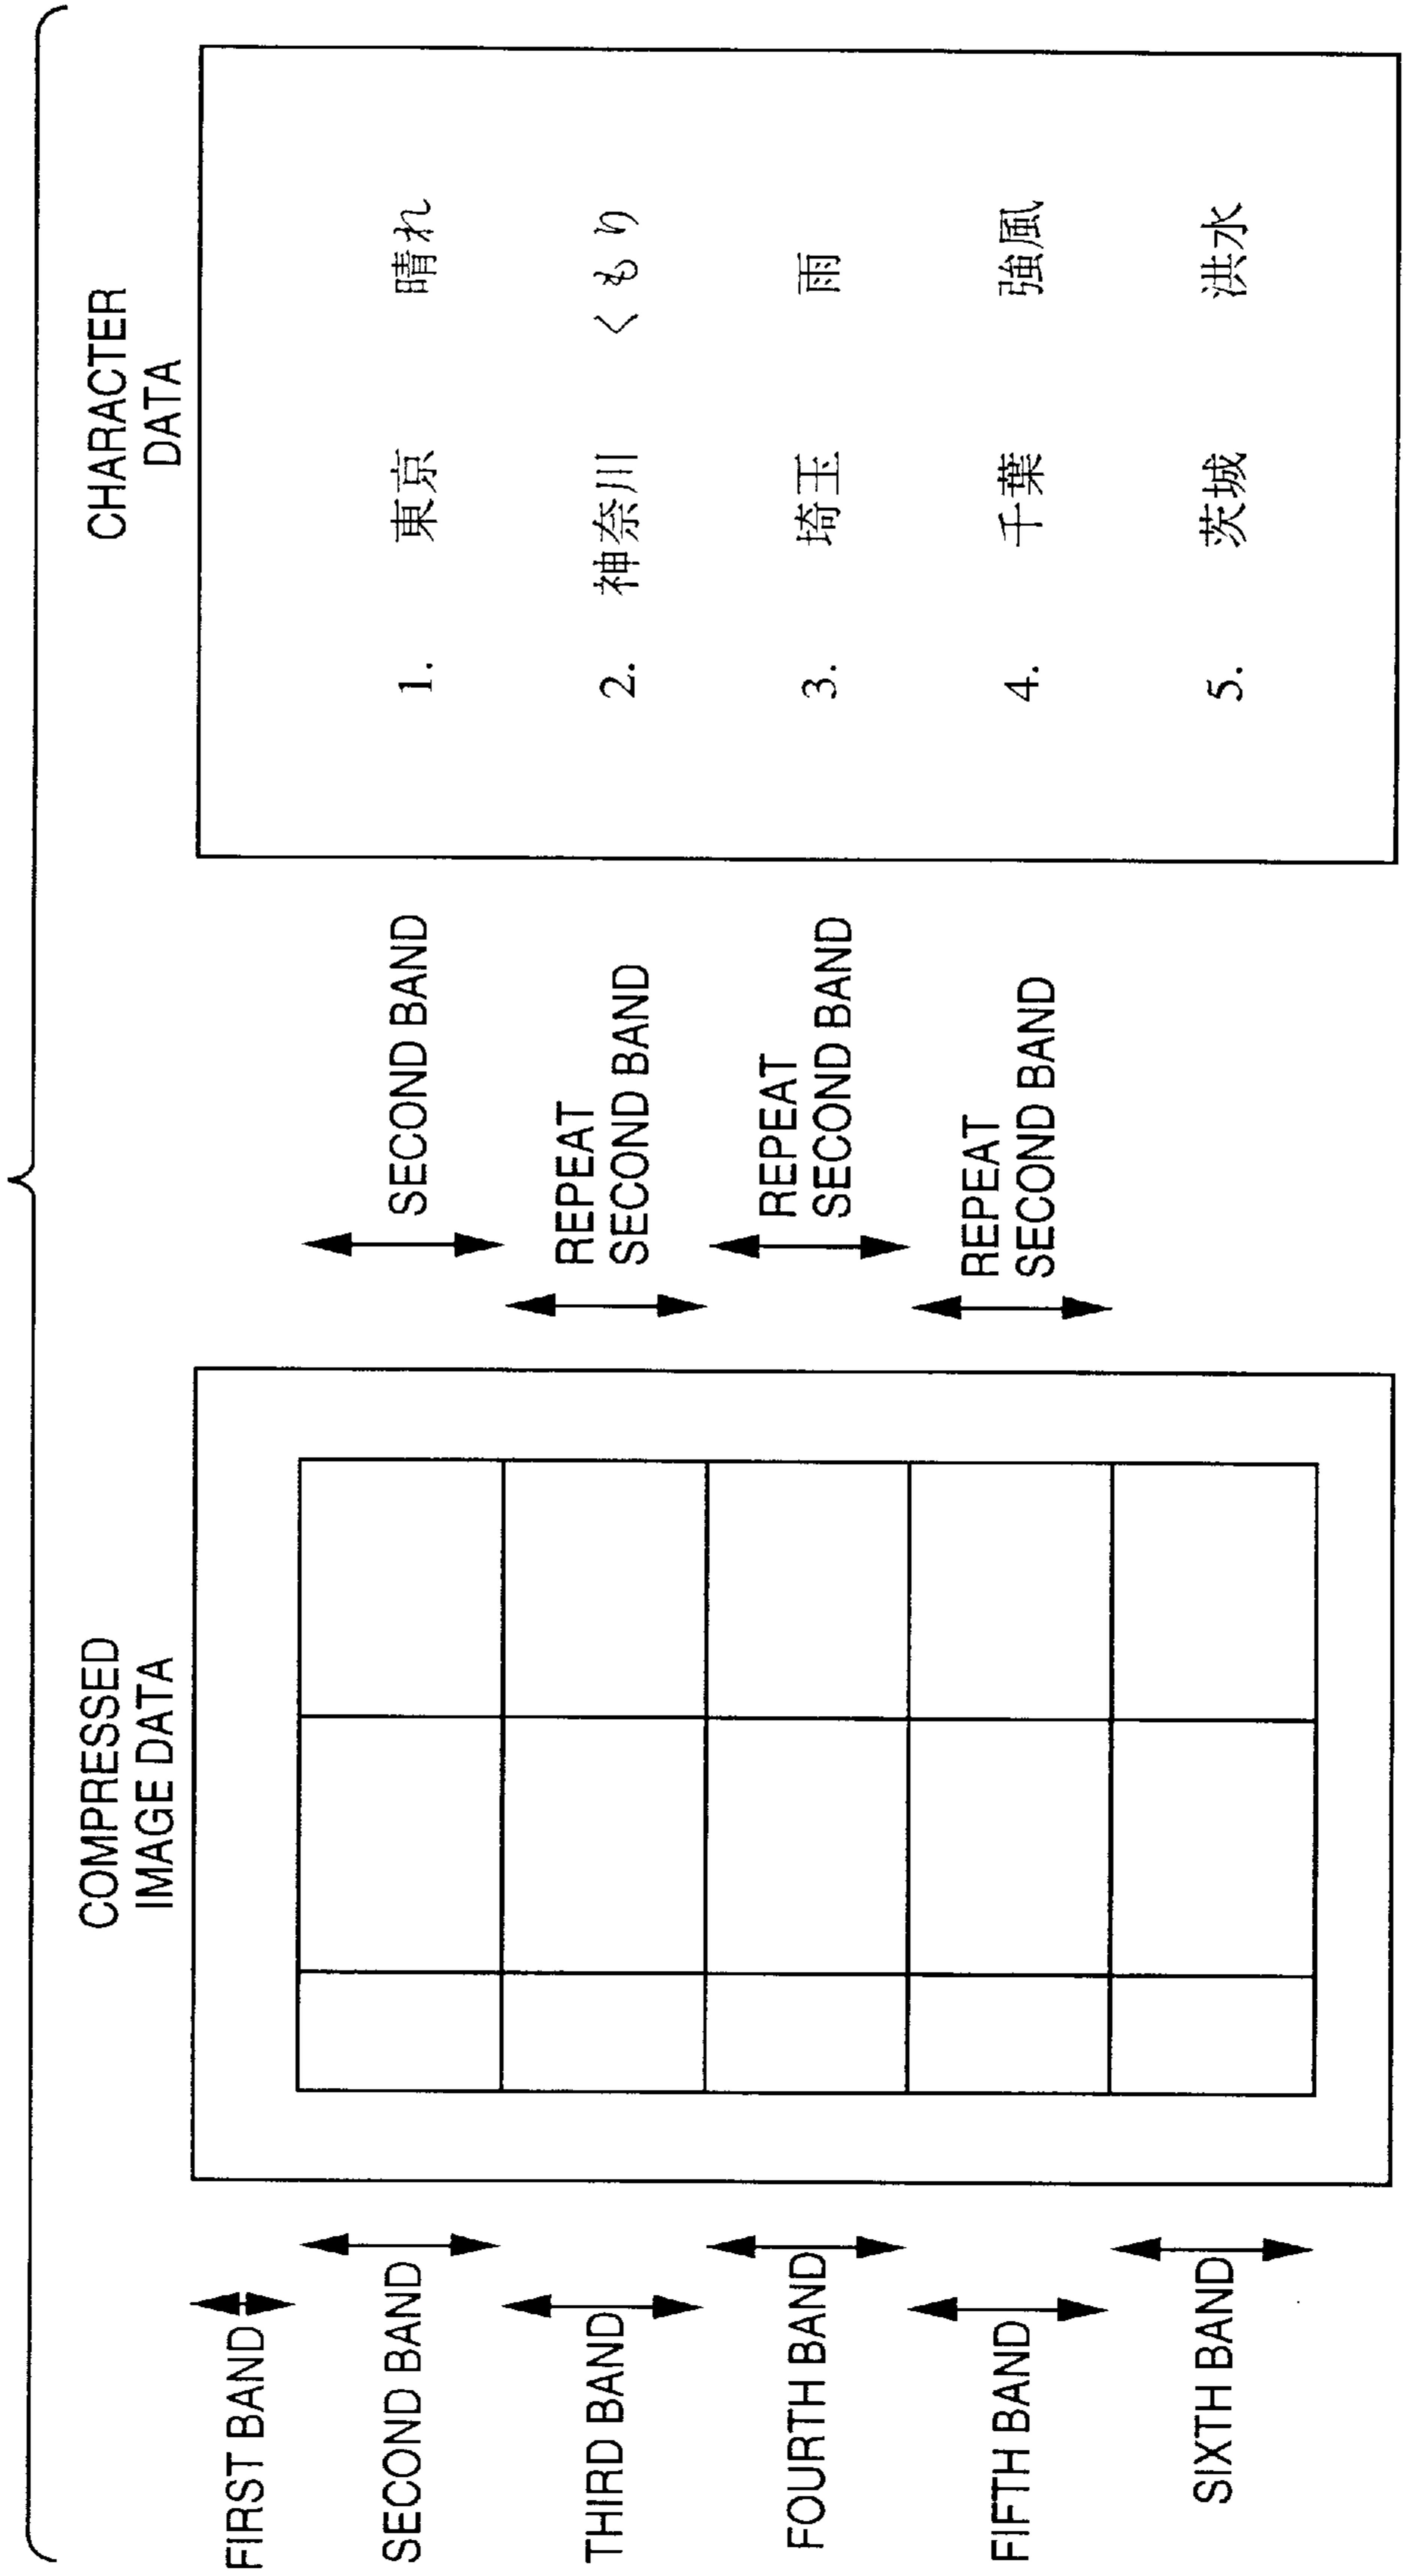 COMPRESSED
IMAGE DATA
FIRST BAND
SECOND BAND
THIRD BAND
FOURTH BAND
FIFTH BAND
SIXTH BAND
SECOND BAND
REPEAT
SECOND BAND
REPEAT
SECOND BAND
REPEAT
SECOND BAND
CHARACTER
DATA
1. 東京 晴れ
2. 神奈川 くもり
3. 埼玉 雨
4. 千葉 強風
5. 茨城 洪水